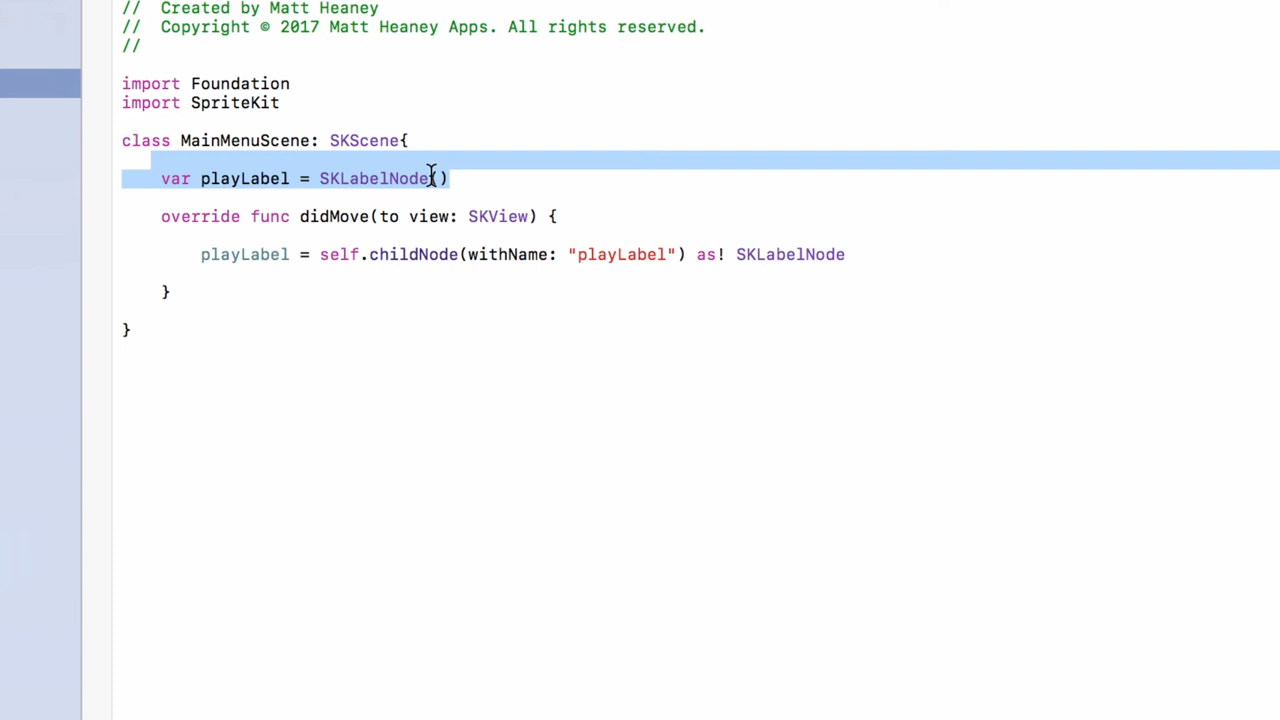 //  Created by Matt Heaney
//  Copyright © 2017 Matt Heaney Apps. All rights reserved.
//
import Foundation
import SpriteKit
class MainMenuScene: SKScene{
var playLabel = SKLabelNode()
override func didMove(to view: SKView) {
playLabel = self.childNode(withName: "playLabel") as! SKLabelNode
}
}